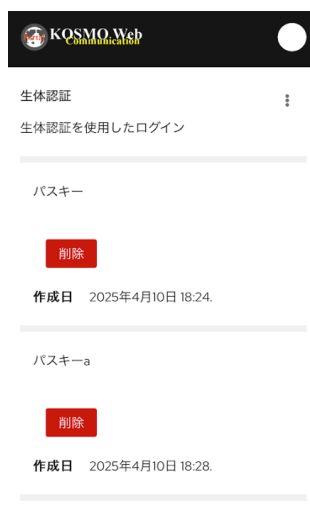 KOSMO Web
Communication
生体認証
生体認証を使用したログイン
パスキー
削除
作成日 2025年4月10日 18:24.
パスキーa
削除
作成日 2025年4月10日 18:28.